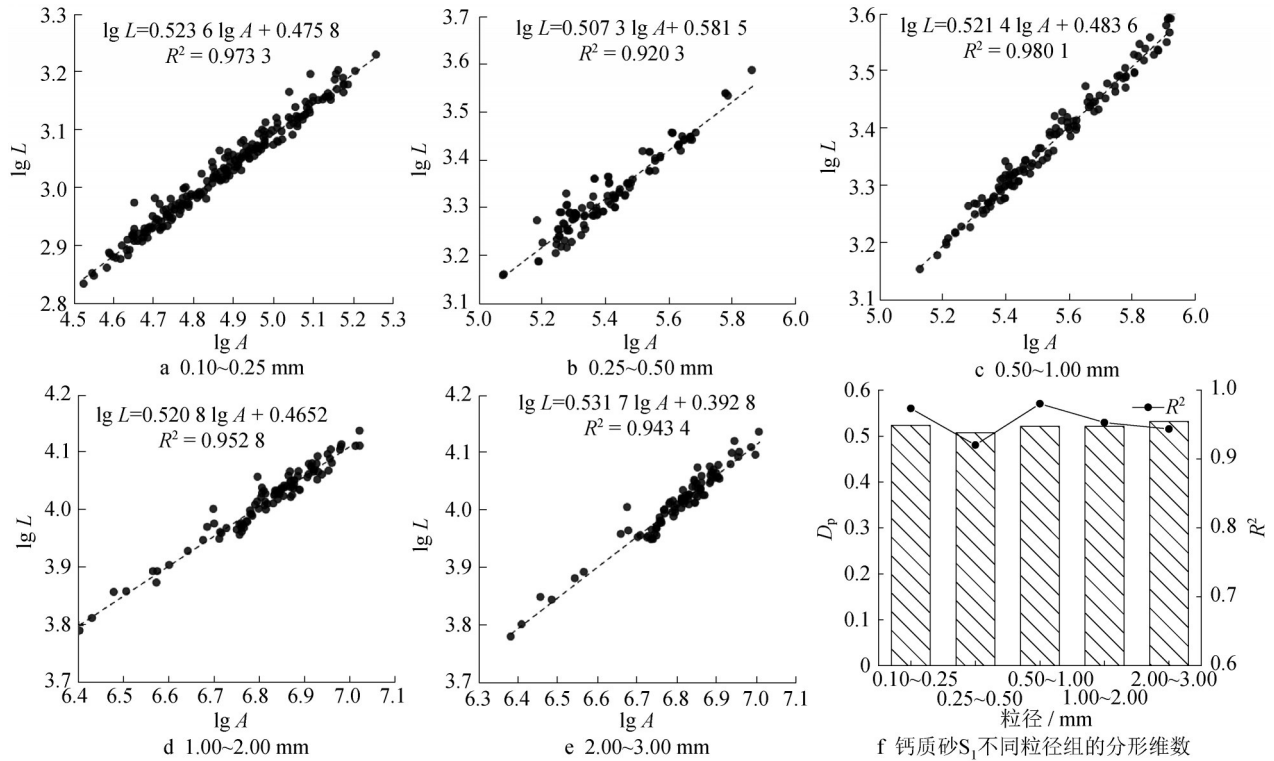 lg L=0.523 6 lg A + 0.475 8
R² = 0.973 3
3.3
3.2
3.1
3.0
2.9
2.8
lg L
4.5 4.6 4.7 4.8 4.9 5.0 5.1 5.2 5.3
lg A
a 0.10~0.25 mm
lg L=0.507 3 lg A+ 0.581 5
R² = 0.920 3
3.7
3.6
3.5
3.4
3.3
3.2
3.1
lg L
5.0 5.2 5.4 5.6 5.8 6.0
lg A
b 0.25~0.50 mm
lg L=0.521 4 lg A + 0.483 6
R² = 0.980 1
3.6
3.5
3.4
3.3
3.2
3.1
lg L
5.0 5.2 5.4 5.6 5.8 6.0
lg A
c 0.50~1.00 mm
lg L=0.520 8 lg A + 0.4652
R² = 0.952 8
4.2
4.1
4.0
3.9
3.8
3.7
lg L
6.4 6.5 6.6 6.7 6.8 6.9 7.0 7.1
lg A
d 1.00~2.00 mm
lg L=0.531 7 lg A + 0.392 8
R² = 0.943 4
4.2
4.1
4.0
3.9
3.8
3.7
lg L
6.3 6.4 6.5 6.6 6.7 6.8 6.9 7.0 7.1
lg A
e 2.00~3.00 mm
0.6
0.5
0.4
0.3
0.2
0.1
0
Dₚ
R²
1.0
0.9
0.8
0.7
0.6
R²
0.10~0.25 0.50~1.00 2.00~3.00
0.25~0.50 1.00~2.00
粒径 / mm
f 钙质砂S₁不同粒径组的分形维数